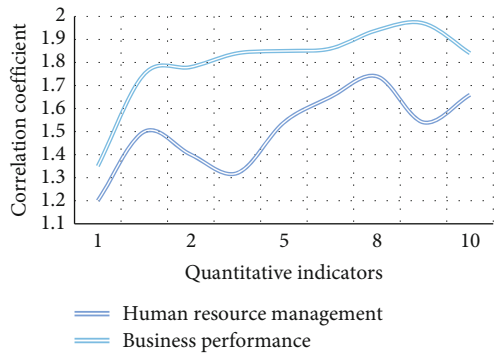 Correlation coefficient
2
1.9
1.8
1.7
1.6
1.5
1.4
1.3
1.2
1.1
1 2 5 8 10
Quantitative indicators
Human resource management
Business performance